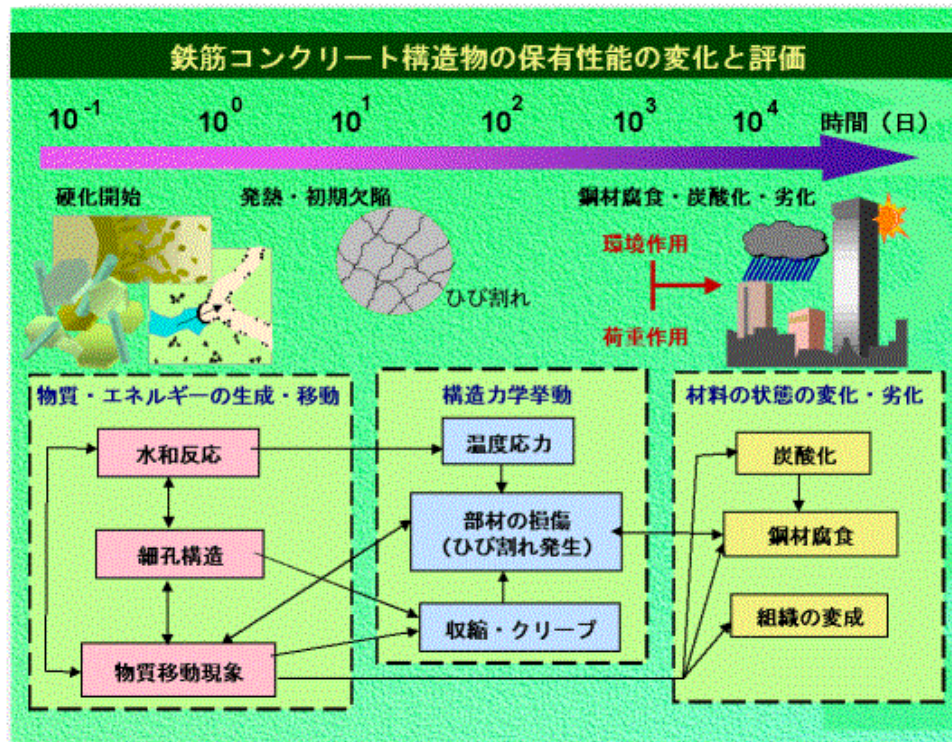 鉄筋コンクリート構造物の保有性能の変化と評価
10⁻¹ 10⁰ 10¹ 10² 10³ 10⁴ 時間（日）
硬化開始 発熱・初期欠陥 鋼材腐食・炭酸化・劣化
環境作用
ひび割れ
荷重作用
物質・エネルギーの生成・移動
水和反応
細孔構造
物質移動現象
構造力学挙動
温度応力
部材の損傷
（ひび割れ発生）
収縮・クリープ
材料の状態の変化・劣化
炭酸化
鋼材腐食
組織の変成